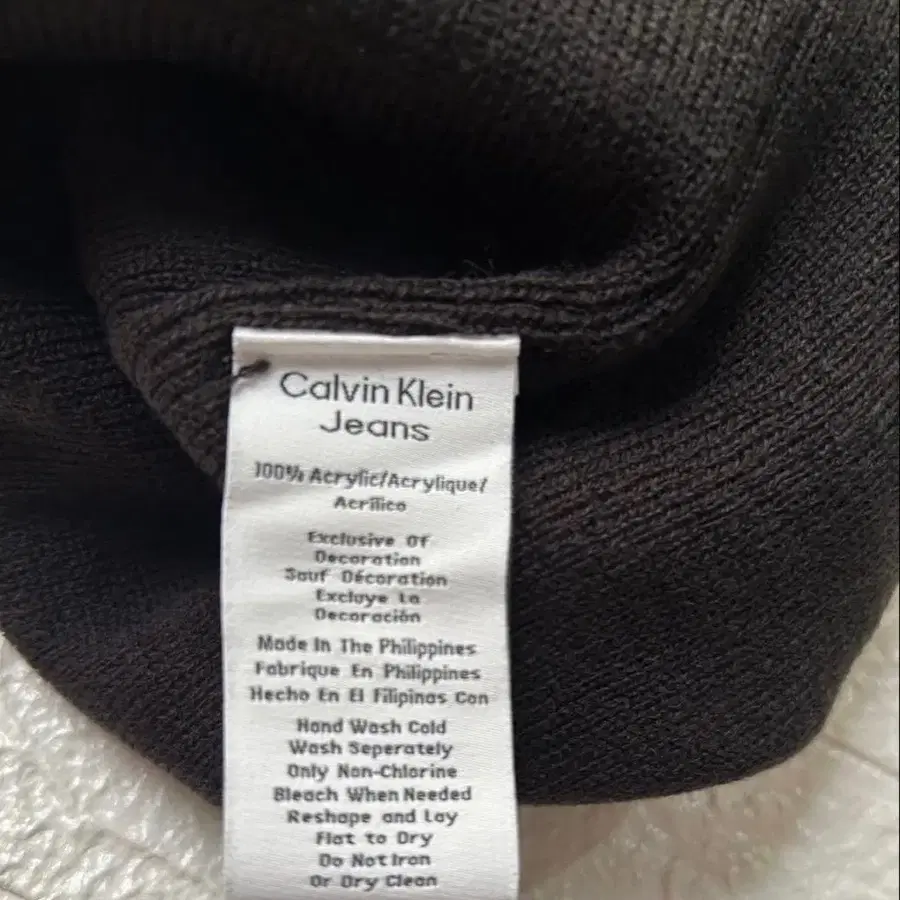 Calvin Klein
Jeans
100% Acrylic/Acrylique/
Acrílico
Exclusive Of
Decoration
Sauf Décoration
Excluye La
Decoración
Made In The Philippines
Fabrique En Philippines
Hecho En El Filipinas Con
Hand Wash Cold
Wash Seperately
Only Non-Chlorine
Bleach When Needed
Reshape and Lay
Flat to Dry
Do Not Iron
Or Dry Clean